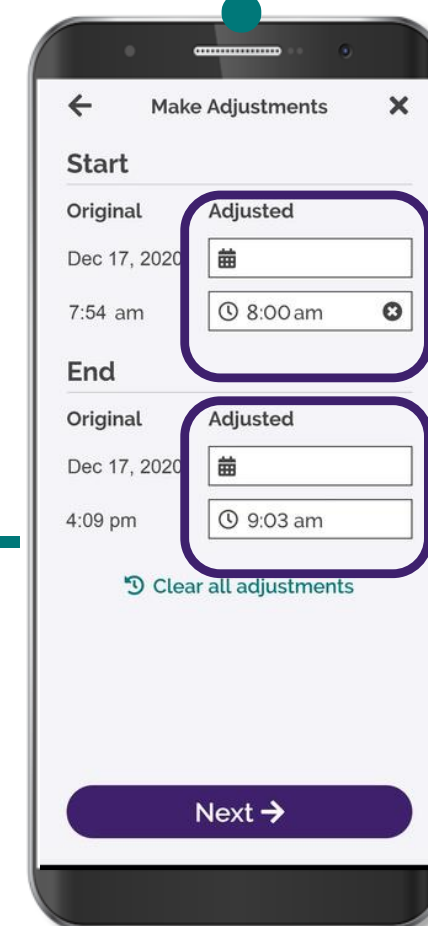 Make Adjustments
Start
Original Adjusted
Dec 17, 2020
7:54 am 8:00 am
End
Original Adjusted
Dec 17, 2020
4:09 pm 9:03 am
Clear all adjustments
Next